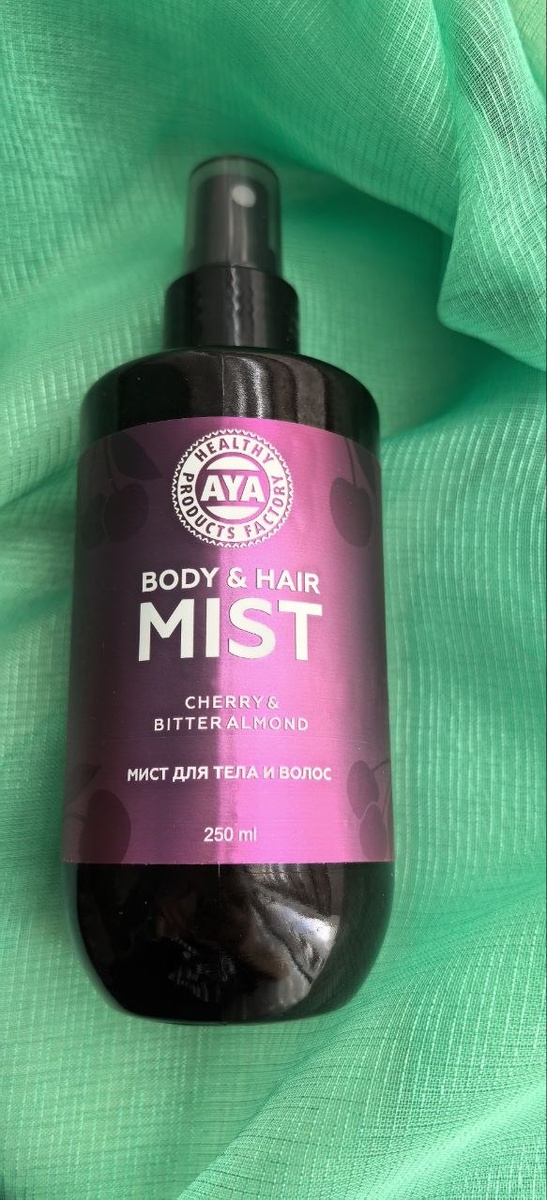 HEALTHY
AYA
PRODUCTS FACTORY
BODY & HAIR
MIST
CHERRY &
BITTER ALMOND
МИСТ ДЛЯ ТЕЛА И ВОЛОС
250 ml